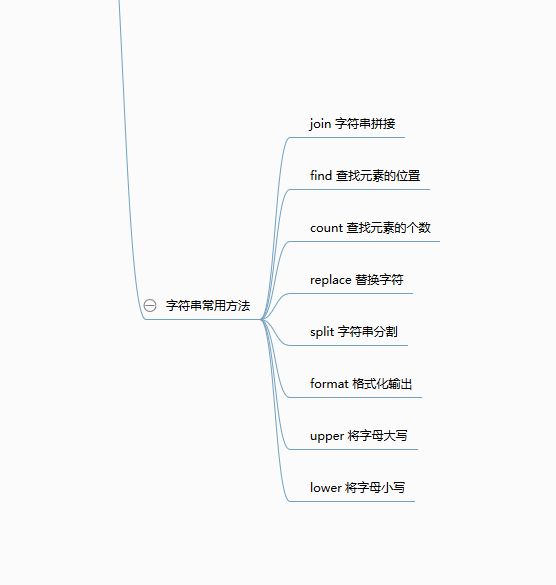 join 字符串拼接
find 查找元素的位置
count 查找元素的个数
replace 替换字符
字符串常用方法
split 字符串分割
format 格式化输出
upper 将字母大写
lower 将字母小写